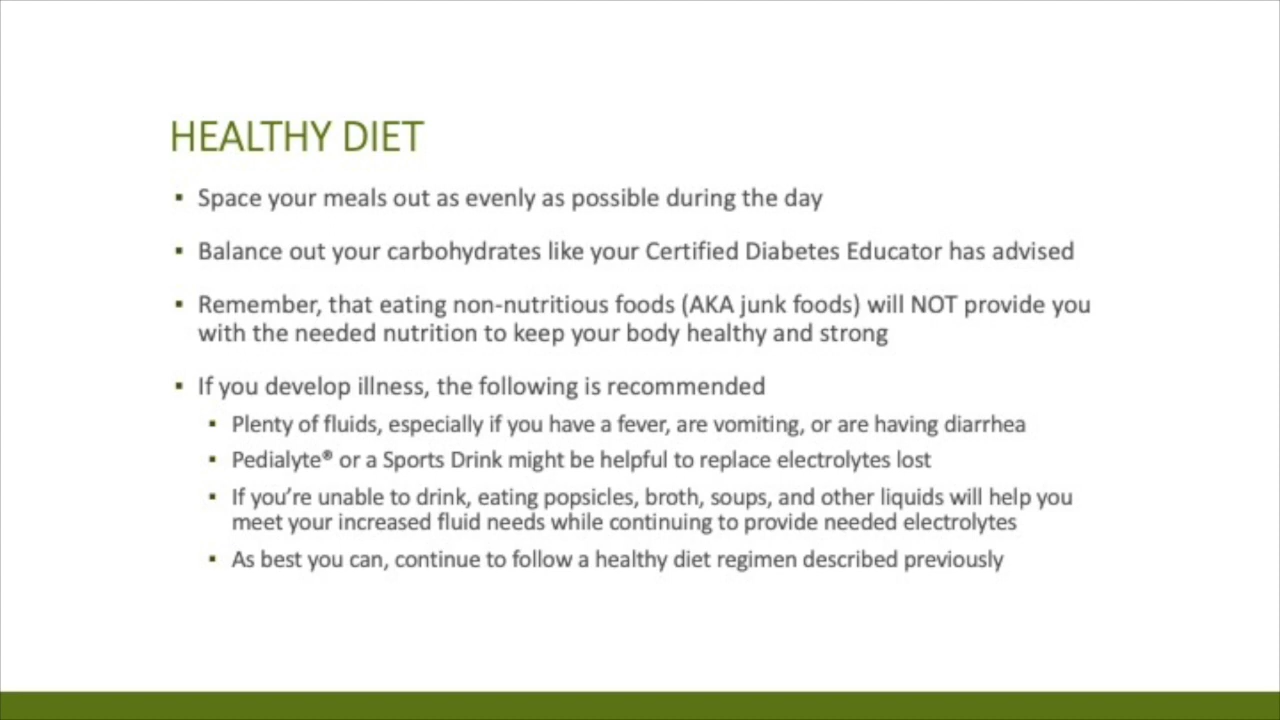 HEALTHY DIET
▪ Space your meals out as evenly as possible during the day
▪ Balance out your carbohydrates like your Certified Diabetes Educator has advised
▪ Remember, that eating non-nutritious foods (AKA junk foods) will NOT provide you
with the needed nutrition to keep your body healthy and strong
▪ If you develop illness, the following is recommended
▪ Plenty of fluids, especially if you have a fever, are vomiting, or are having diarrhea
▪ Pedialyte® or a Sports Drink might be helpful to replace electrolytes lost
▪ If you’re unable to drink, eating popsicles, broth, soups, and other liquids will help you
meet your increased fluid needs while continuing to provide needed electrolytes
▪ As best you can, continue to follow a healthy diet regimen described previously